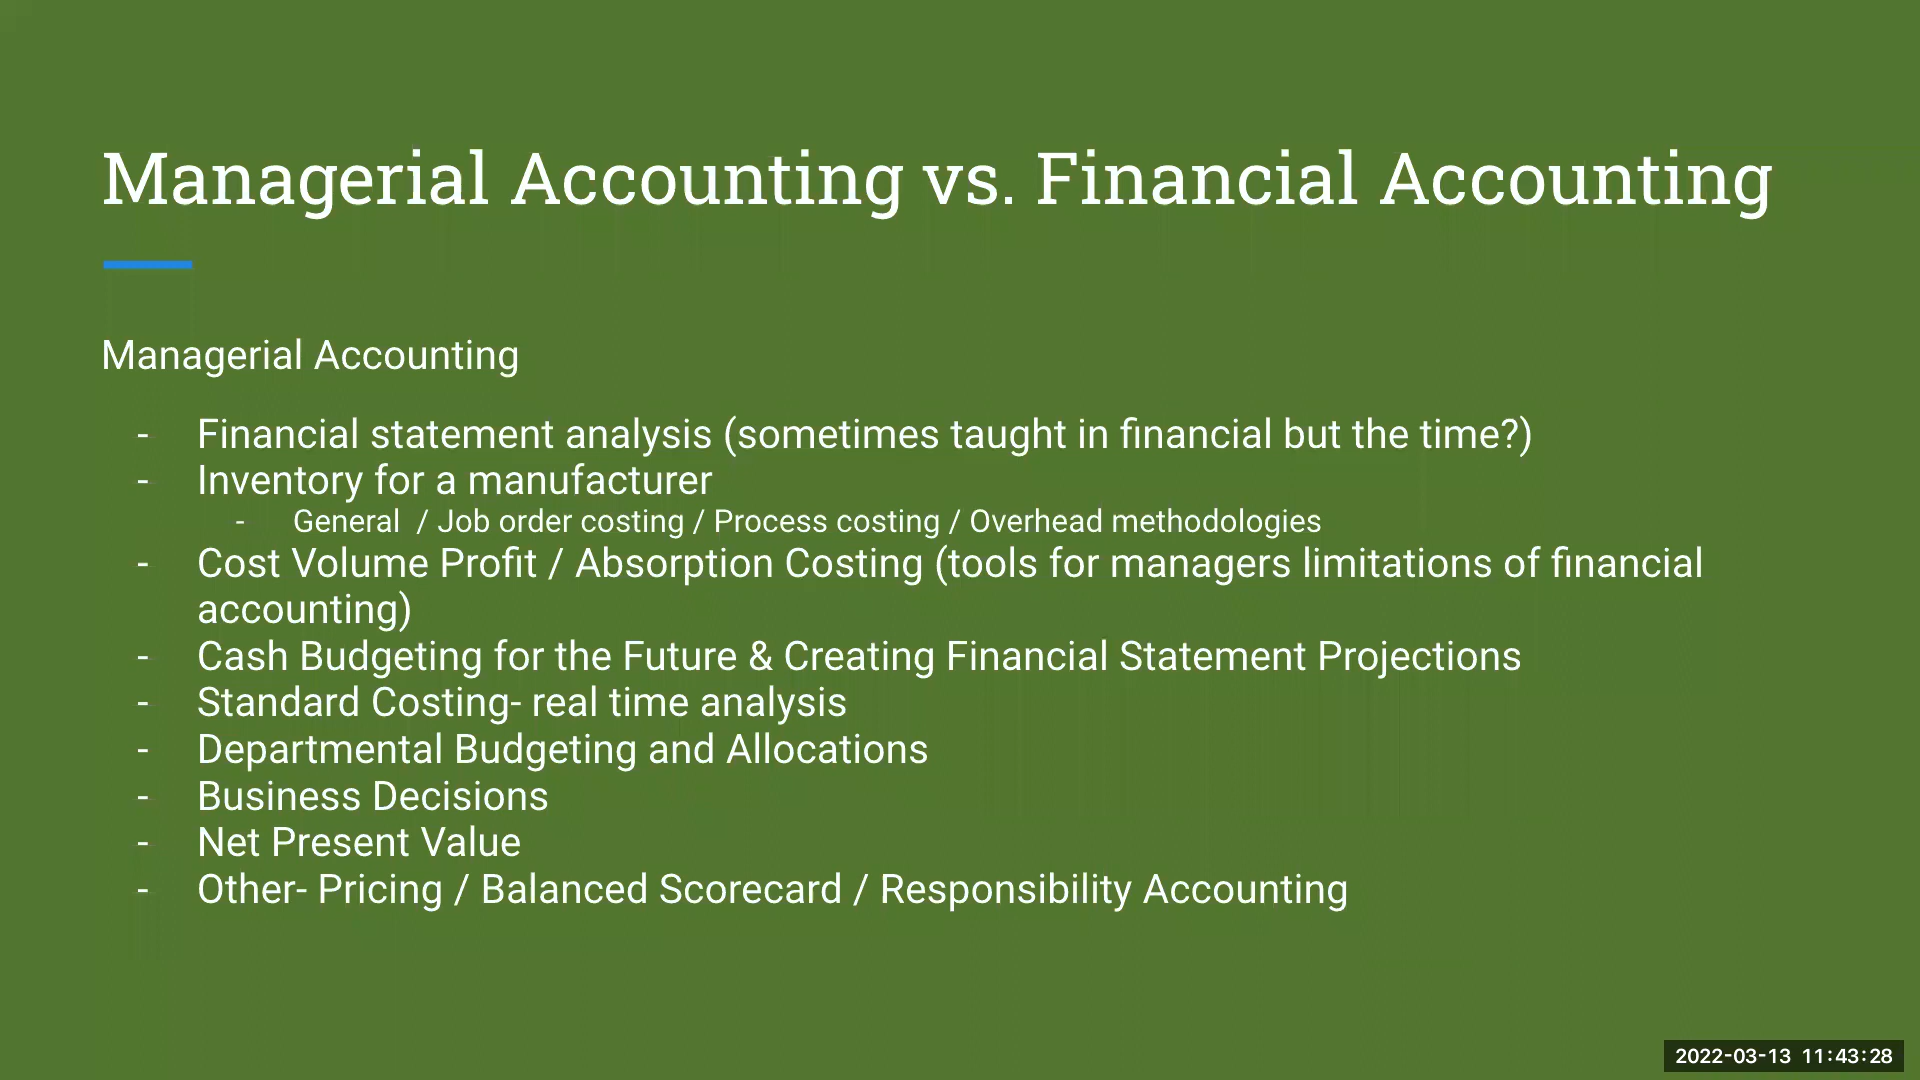 Managerial Accounting vs. Financial Accounting
Managerial Accounting
- Financial statement analysis (sometimes taught in financial but the time?)
- Inventory for a manufacturer
- General / Job order costing / Process costing / Overhead methodologies
- Cost Volume Profit / Absorption Costing (tools for managers limitations of financial
accounting)
- Cash Budgeting for the Future & Creating Financial Statement Projections
- Standard Costing- real time analysis
- Departmental Budgeting and Allocations
- Business Decisions
- Net Present Value
- Other- Pricing / Balanced Scorecard / Responsibility Accounting
2022-03-13 11:43:28